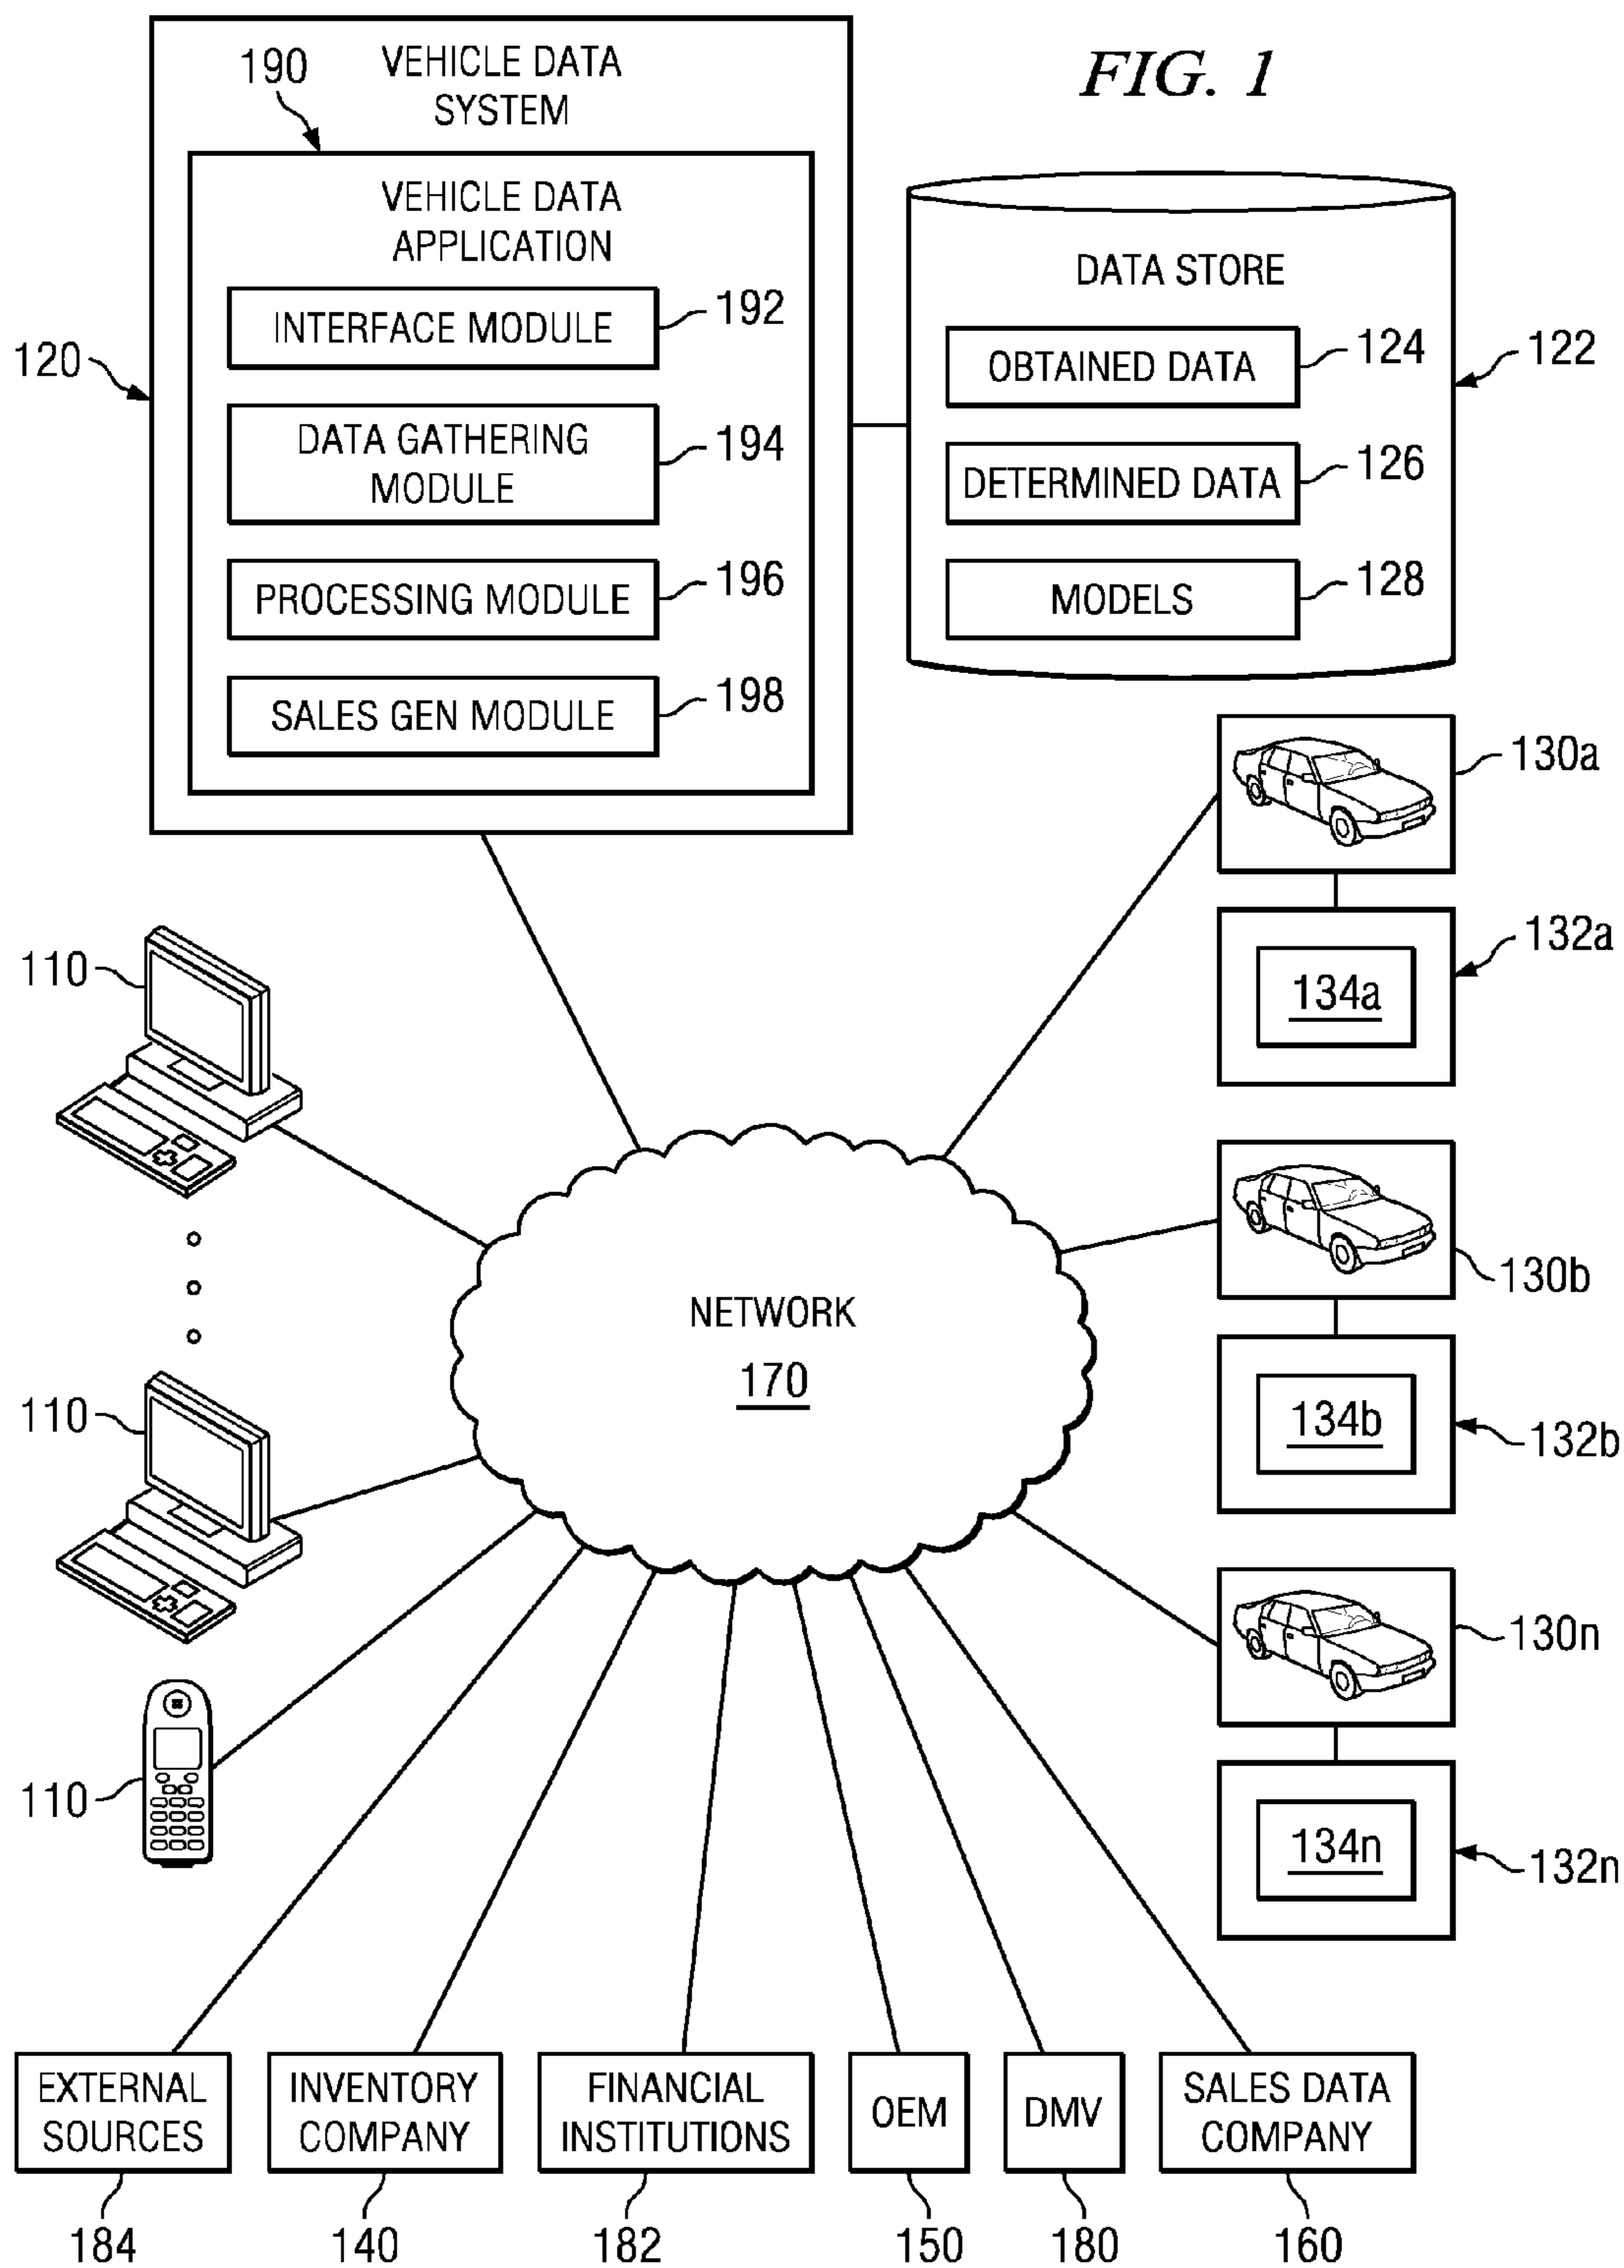 FIG. 1
190
VEHICLE DATA
SYSTEM
VEHICLE DATA
APPLICATION
INTERFACE MODULE
192
DATA GATHERING
MODULE
194
PROCESSING MODULE
196
SALES GEN MODULE
198
120
DATA STORE
OBTAINED DATA
124
DETERMINED DATA
126
MODELS
128
122
130a
132a
134a
110
130b
NETWORK
170
134b
132b
110
130n
134n
132n
110
EXTERNAL
SOURCES
INVENTORY
COMPANY
FINANCIAL
INSTITUTIONS
OEM
DMV
SALES DATA
COMPANY
184
140
182
150
180
160